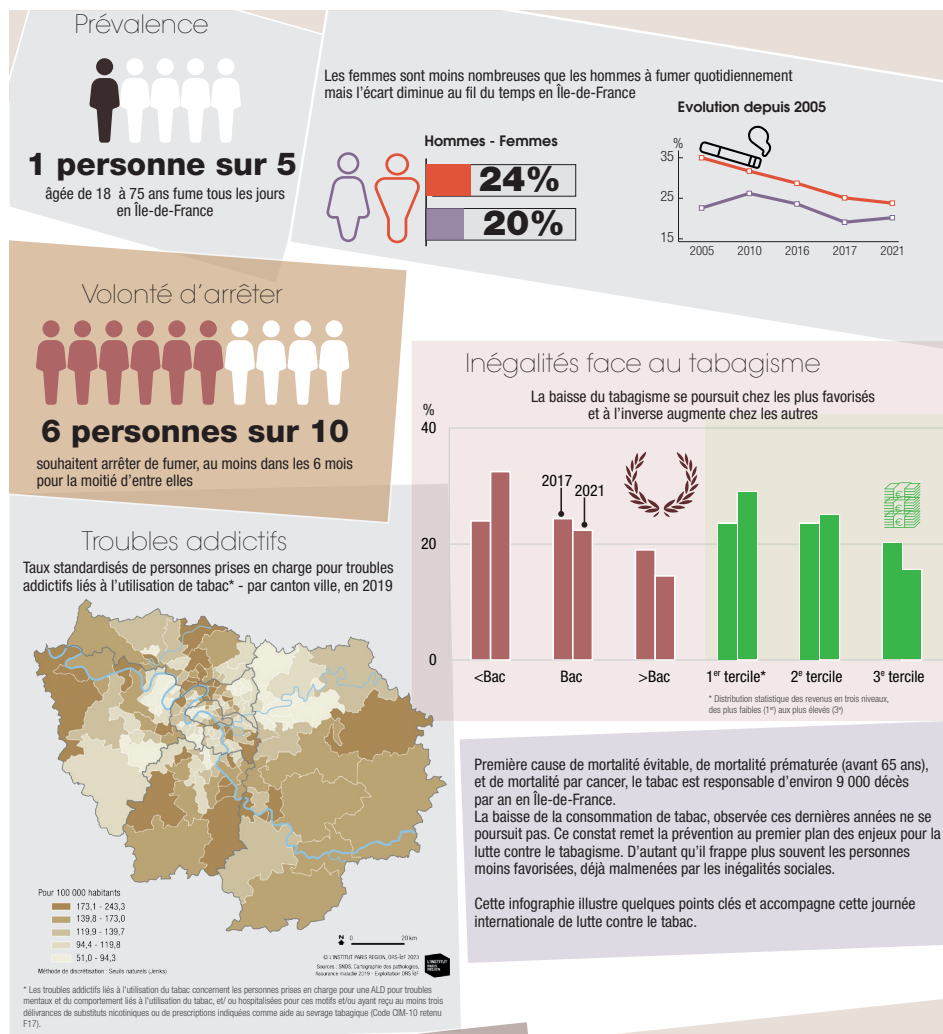 Prévalence
1 personne sur 5
âgée de 18 à 75 ans fume tous les jours
en Île-de-France
Les femmes sont moins nombreuses que les hommes à fumer quotidiennement
mais l'écart diminue au fil du temps en Île-de-France
Hommes - Femmes
24%
20%
Evolution depuis 2005
%
35
25
15
2005 2010 2016 2017 2021
Volonté d'arrêter
6 personnes sur 10
souhaitent arrêter de fumer, au moins dans les 6 mois
pour la moitié d'entre elles
Inégalités face au tabagisme
La baisse du tabagisme se poursuit chez les plus favorisés
et à l'inverse augmente chez les autres
%
40
20
0
2017
2021
€
€
€
<Bac Bac >Bac 1er tercile* 2e tercile 3e tercile
* Distribution statistique des revenus en trois niveaux,
des plus faibles (1er) aux plus élevés (3e)
Troubles addictifs
Taux standardisés de personnes prises en charge pour troubles
addictifs liés à l'utilisation de tabac* - par canton ville, en 2019
Pour 100 000 habitants
173,1 - 243,3
139,8 - 173,0
119,9 - 139,7
94,4 - 119,8
51,0 - 94,3
Méthode de discrétisation : Seuils naturels (Jenks)
N 0 20 km
© L'INSTITUT PARIS REGION, ORS-IdF 2023
Sources : SNDS, Cartographie des pathologies,
Assurance maladie 2019 - Exploitation ORS IdF
L'INSTITUT
PARIS
REGION
* Les troubles addictifs liés à l'utilisation du tabac concernent les personnes prises en charge pour une ALD pour troubles
mentaux et du comportement liés à l'utilisation du tabac, et/ ou hospitalisées pour ces motifs et/ou ayant reçu au moins trois
délivrances de substituts nicotiniques ou de prescriptions indiquées comme aide au sevrage tabagique (Code CIM-10 retenu
F17).
Première cause de mortalité évitable, de mortalité prématurée (avant 65 ans),
et de mortalité par cancer, le tabac est responsable d'environ 9 000 décès
par an en Île-de-France.
La baisse de la consommation de tabac, observée ces dernières années ne se
poursuit pas. Ce constat remet la prévention au premier plan des enjeux pour la
lutte contre le tabagisme. D'autant qu'il frappe plus souvent les personnes
moins favorisées, déjà malmenées par les inégalités sociales.
Cette infographie illustre quelques points clés et accompagne cette journée
internationale de lutte contre le tabac.